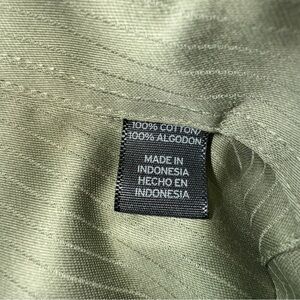 100% COTTON/
100% ALGODON
MADE IN
INDONESIA
HECHO EN
INDONESIA